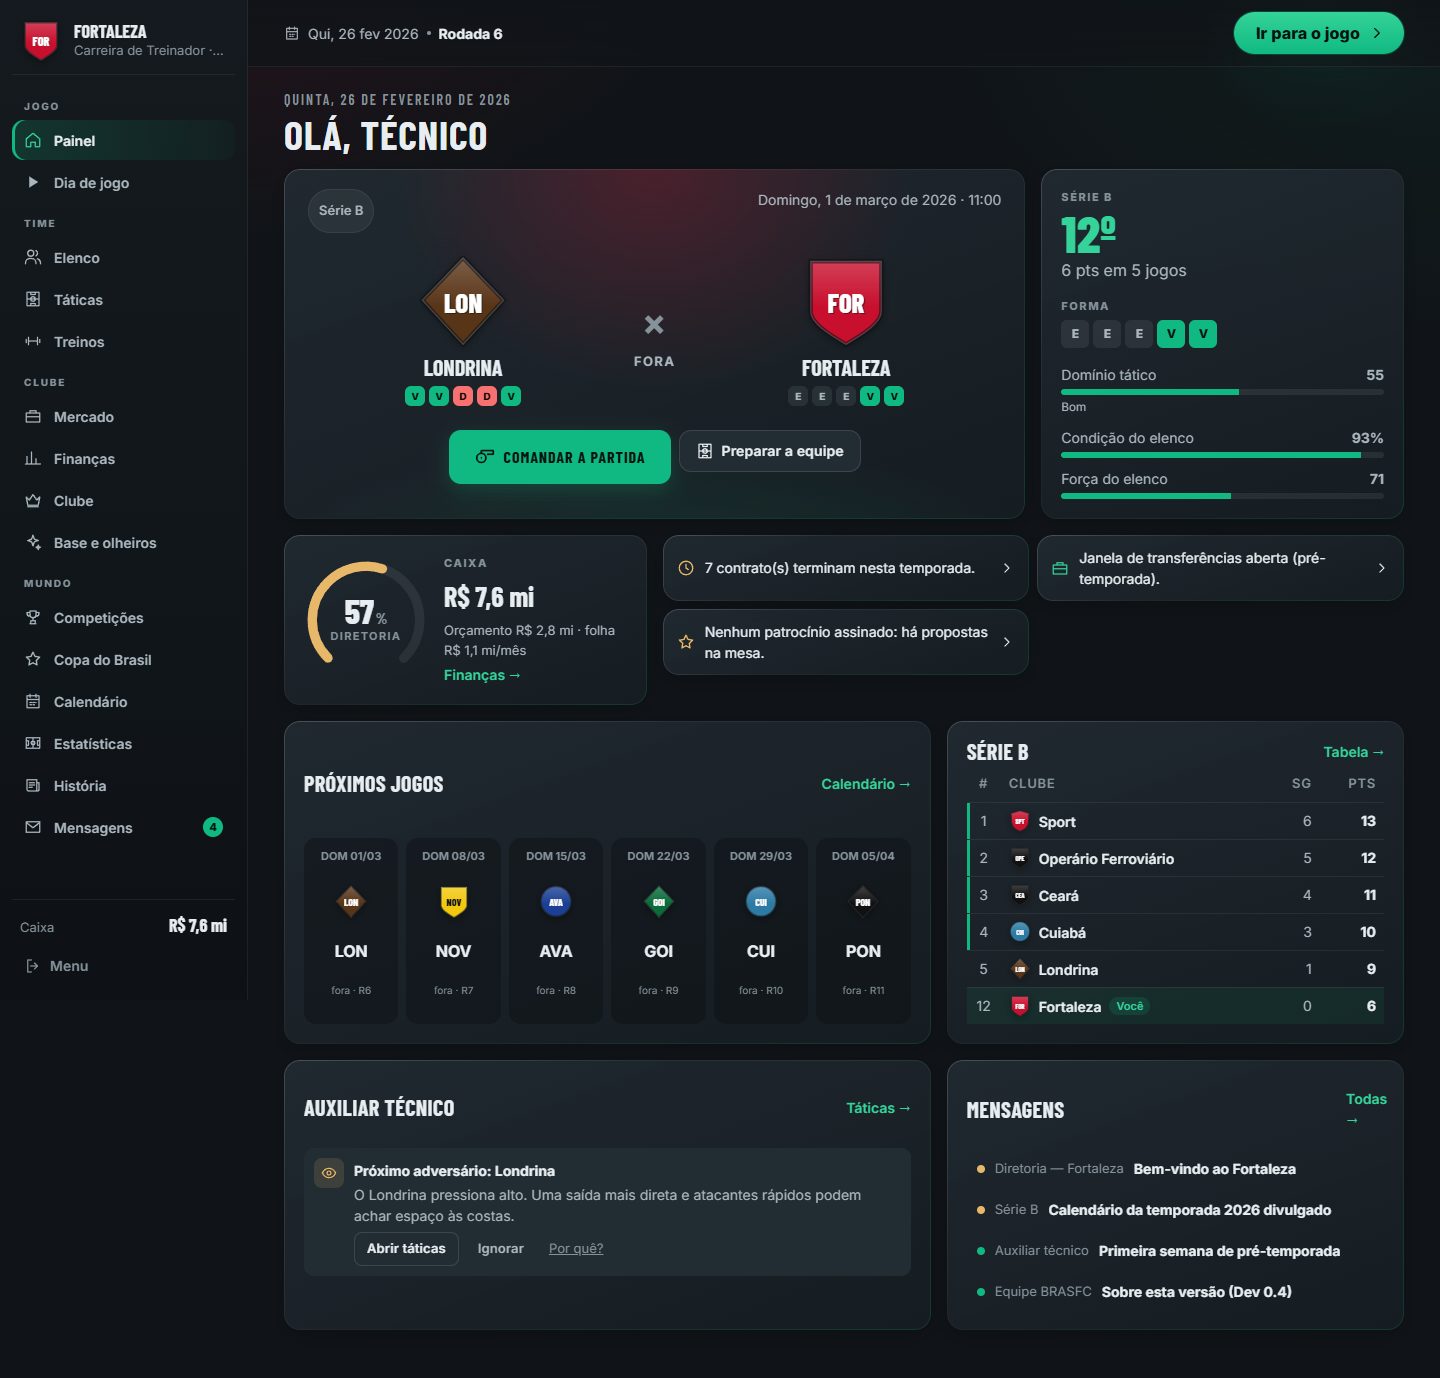 FOR
FORTALEZA
Carreira de Treinador ·...
JOGO
Painel
Dia de jogo
TIME
Elenco
Táticas
Treinos
CLUBE
Mercado
Finanças
Clube
Base e olheiros
MUNDO
Competições
Copa do Brasil
Calendário
Estatísticas
História
Mensagens
4
Caixa
R$ 7,6 mi
Menu
Qui, 26 fev 2026 • Rodada 6
Ir para o jogo
QUINTA, 26 DE FEVEREIRO DE 2026
OLÁ, TÉCNICO
Série B
Domingo, 1 de março de 2026 · 11:00
LON
LONDRINA
V V D D V
×
FORA
FOR
FORTALEZA
E E E V V
COMANDAR A PARTIDA
Preparar a equipe
SÉRIE B
12º
6 pts em 5 jogos
FORMA
E E E V V
Domínio tático 55
Bom
Condição do elenco 93%
Força do elenco 71
57 %
DIRETORIA
CAIXA
R$ 7,6 mi
Orçamento R$ 2,8 mi · folha
R$ 1,1 mi/mês
Finanças →
7 contrato(s) terminam nesta temporada.
Janela de transferências aberta (pré-
temporada).
Nenhum patrocínio assinado: há propostas
na mesa.
PRÓXIMOS JOGOS
Calendário →
DOM 01/03
LON
LON
fora · R6
DOM 08/03
NOV
NOV
fora · R7
DOM 15/03
AVA
AVA
fora · R8
DOM 22/03
GOI
GOI
fora · R9
DOM 29/03
CUI
CUI
fora · R10
DOM 05/04
PON
PON
fora · R11
SÉRIE B
Tabela →
# CLUBE SG PTS
1 SPT Sport 6 13
2 OPE Operário Ferroviário 5 12
3 CEA Ceará 4 11
4 CUI Cuiabá 3 10
5 LON Londrina 1 9
12 FOR Fortaleza Você 0 6
AUXILIAR TÉCNICO
Táticas →
Próximo adversário: Londrina
O Londrina pressiona alto. Uma saída mais direta e atacantes rápidos podem
achar espaço às costas.
Abrir táticas
Ignorar
Por quê?
MENSAGENS
Todas
→
Diretoria — Fortaleza Bem-vindo ao Fortaleza
Série B Calendário da temporada 2026 divulgado
Auxiliar técnico Primeira semana de pré-temporada
Equipe BRASFC Sobre esta versão (Dev 0.4)